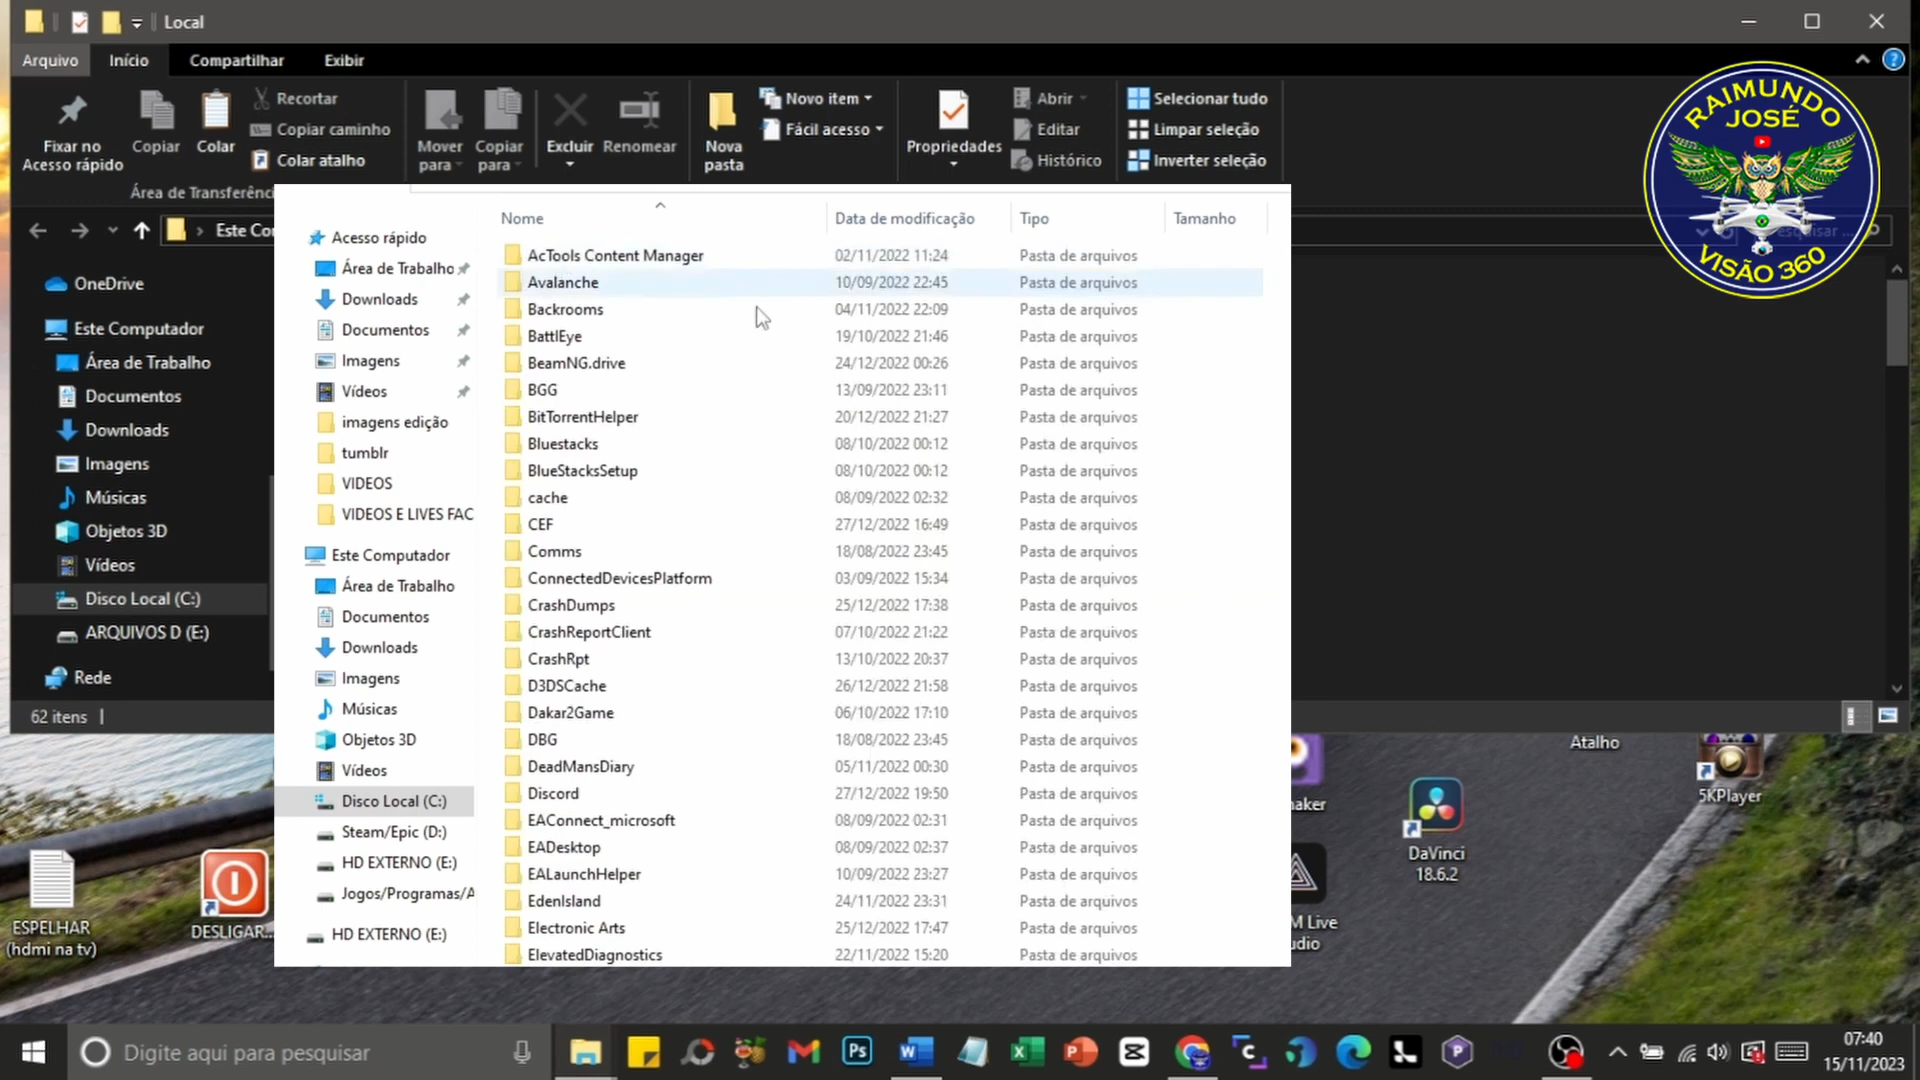 Local
Arquivo Início Compartilhar Exibir
Fixar no Acesso rápido
Copiar
Colar
Recortar
Copiar caminho
Colar atalho
Mover para
Copiar para
Excluir
Renomear
Nova pasta
Novo item
Fácil acesso
Propriedades
Abrir
Editar
Histórico
Selecionar tudo
Limpar seleção
Inverter seleção
Área de Transferênci
RAIMUNDO
JOSÉ
VISÃO 360
Este Co
OneDrive
Este Computador
Área de Trabalho
Documentos
Downloads
Imagens
Músicas
Objetos 3D
Vídeos
Disco Local (C:)
ARQUIVOS D (E:)
Rede
62 itens
Acesso rápido
Área de Trabalho
Downloads
Documentos
Imagens
Vídeos
imagens edição
tumblr
VIDEOS
VIDEOS E LIVES FAC
Este Computador
Área de Trabalho
Documentos
Downloads
Imagens
Músicas
Objetos 3D
Vídeos
Disco Local (C:)
Steam/Epic (D:)
HD EXTERNO (E:)
Jogos/Programas/A
HD EXTERNO (E:)
Nome Data de modificação Tipo Tamanho
AcTools Content Manager 02/11/2022 11:24 Pasta de arquivos
Avalanche 10/09/2022 22:45 Pasta de arquivos
Backrooms 04/11/2022 22:09 Pasta de arquivos
BattlEye 19/10/2022 21:46 Pasta de arquivos
BeamNG.drive 24/12/2022 00:26 Pasta de arquivos
BGG 13/09/2022 23:11 Pasta de arquivos
BitTorrentHelper 20/12/2022 21:27 Pasta de arquivos
Bluestacks 08/10/2022 00:12 Pasta de arquivos
BlueStacksSetup 08/10/2022 00:12 Pasta de arquivos
cache 08/09/2022 02:32 Pasta de arquivos
CEF 27/12/2022 16:49 Pasta de arquivos
Comms 18/08/2022 23:45 Pasta de arquivos
ConnectedDevicesPlatform 03/09/2022 15:34 Pasta de arquivos
CrashDumps 25/12/2022 17:38 Pasta de arquivos
CrashReportClient 07/10/2022 21:22 Pasta de arquivos
CrashRpt 13/10/2022 20:37 Pasta de arquivos
D3DSCache 26/12/2022 21:58 Pasta de arquivos
Dakar2Game 06/10/2022 17:10 Pasta de arquivos
DBG 18/08/2022 23:45 Pasta de arquivos
DeadMansDiary 05/11/2022 00:30 Pasta de arquivos
Discord 27/12/2022 19:50 Pasta de arquivos
EAConnect_microsoft 08/09/2022 02:31 Pasta de arquivos
EADesktop 08/09/2022 02:37 Pasta de arquivos
EALaunchHelper 10/09/2022 23:27 Pasta de arquivos
EdenIsland 24/11/2022 23:31 Pasta de arquivos
Electronic Arts 25/12/2022 17:47 Pasta de arquivos
ElevatedDiagnostics 22/11/2022 15:20 Pasta de arquivos
Atalho
5KPlayer
aker
DaVinci
18.6.2
M Live
udio
ESPELHAR
(hdmi na tv)
DESLIGAR...
Digite aqui para pesquisar
07:40
15/11/2023